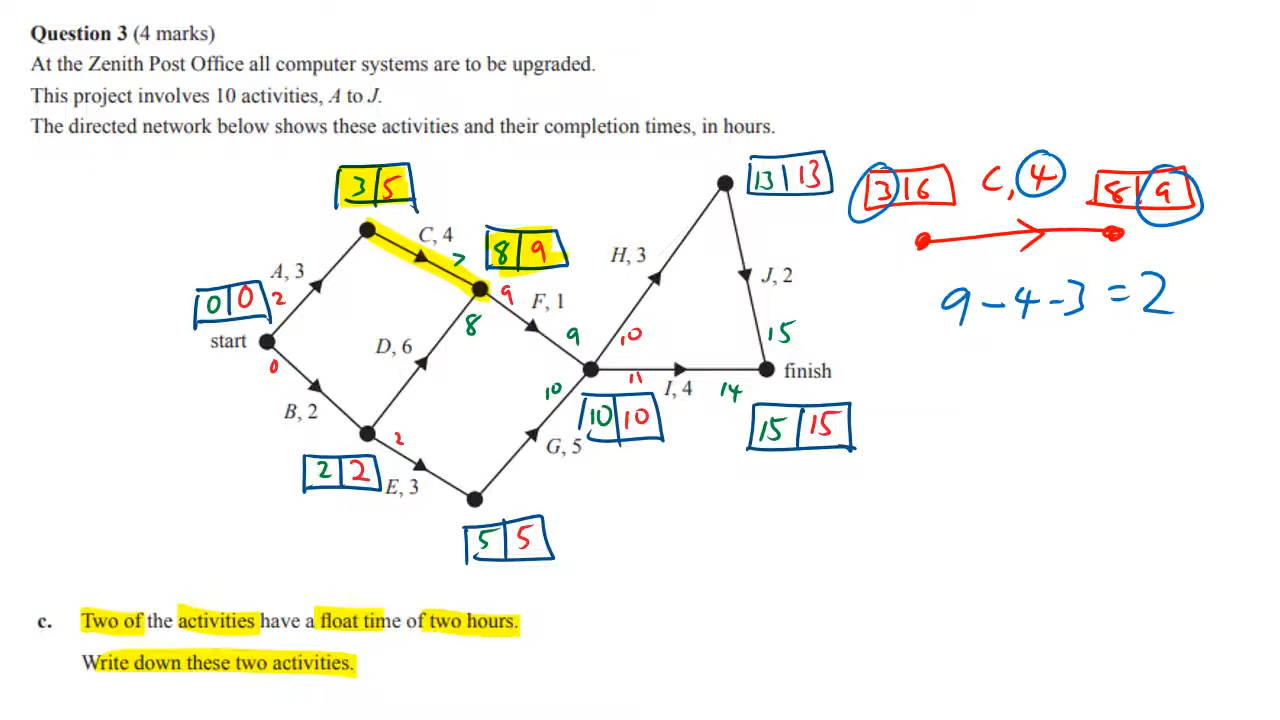 Question 3 (4 marks)
At the Zenith Post Office all computer systems are to be upgraded.
This project involves 10 activities, A to J.
The directed network below shows these activities and their completion times, in hours.
3 5
13 13
3 6
C, 4
8 9
C, 4
7
8 9
H, 3
A, 3
2
0 0
9
F, 1
J, 2
9 - 4 - 3 = 2
start
8
9
10
15
D, 6
0
finish
10
11
I, 4
14
B, 2
2
10 10
15 15
G, 5
2 2
E, 3
5 5
c. Two of the activities have a float time of two hours.
Write down these two activities.